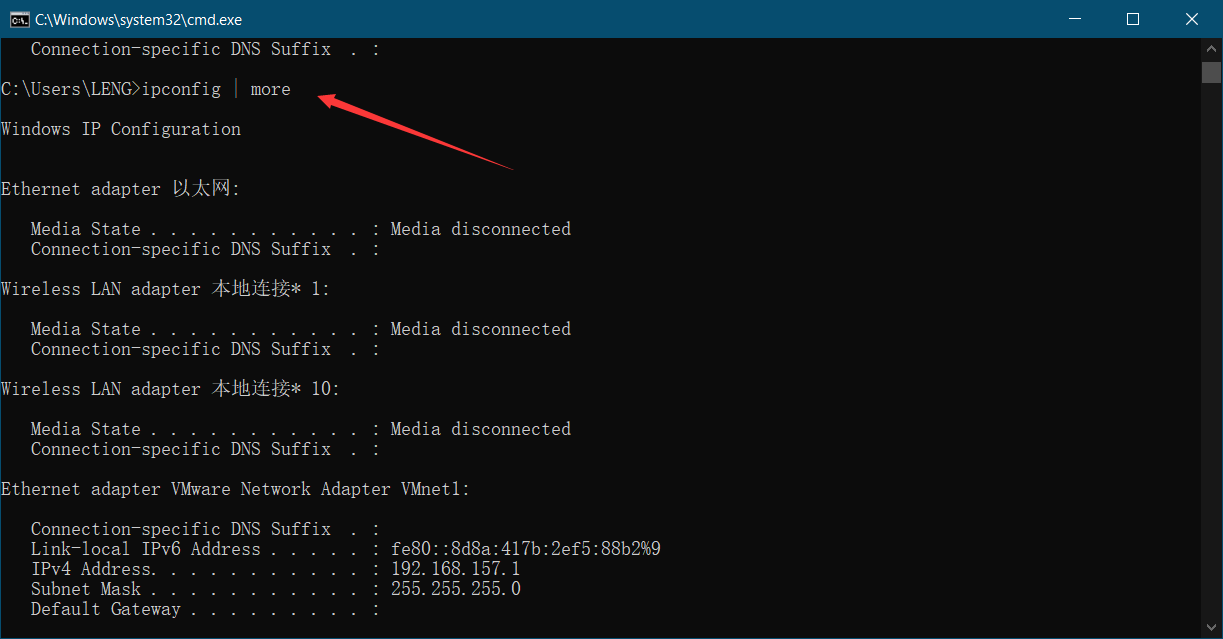 C:\Windows\system32\cmd.exe
Connection-specific DNS Suffix  . :
C:\Users\LENG>ipconfig | more
Windows IP Configuration
Ethernet adapter 以太网:
Media State . . . . . . . . . . . : Media disconnected
Connection-specific DNS Suffix  . :
Wireless LAN adapter 本地连接* 1:
Media State . . . . . . . . . . . : Media disconnected
Connection-specific DNS Suffix  . :
Wireless LAN adapter 本地连接* 10:
Media State . . . . . . . . . . . : Media disconnected
Connection-specific DNS Suffix  . :
Ethernet adapter VMware Network Adapter VMnet1:
Connection-specific DNS Suffix  . :
Link-local IPv6 Address . . . . . : fe80::8d8a:417b:2ef5:88b2%9
IPv4 Address. . . . . . . . . . . : 192.168.157.1
Subnet Mask . . . . . . . . . . . : 255.255.255.0
Default Gateway . . . . . . . . . :